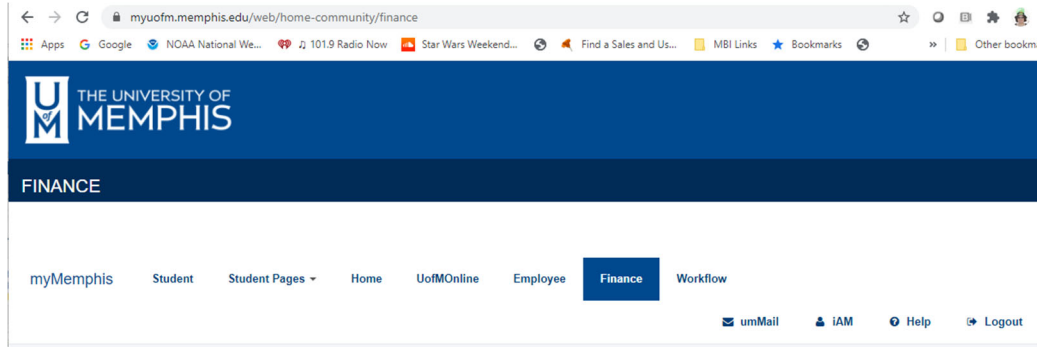 myuofm.memphis.edu/web/home-community/finance
Apps Google NOAA National We... 101.9 Radio Now Star Wars Weekend... Find a Sales and Us... MBI Links Bookmarks » Other bookm
U of M THE UNIVERSITY OF
MEMPHIS
FINANCE
myMemphis Student Student Pages Home UofMOnline Employee Finance Workflow
umMail iAM Help Logout